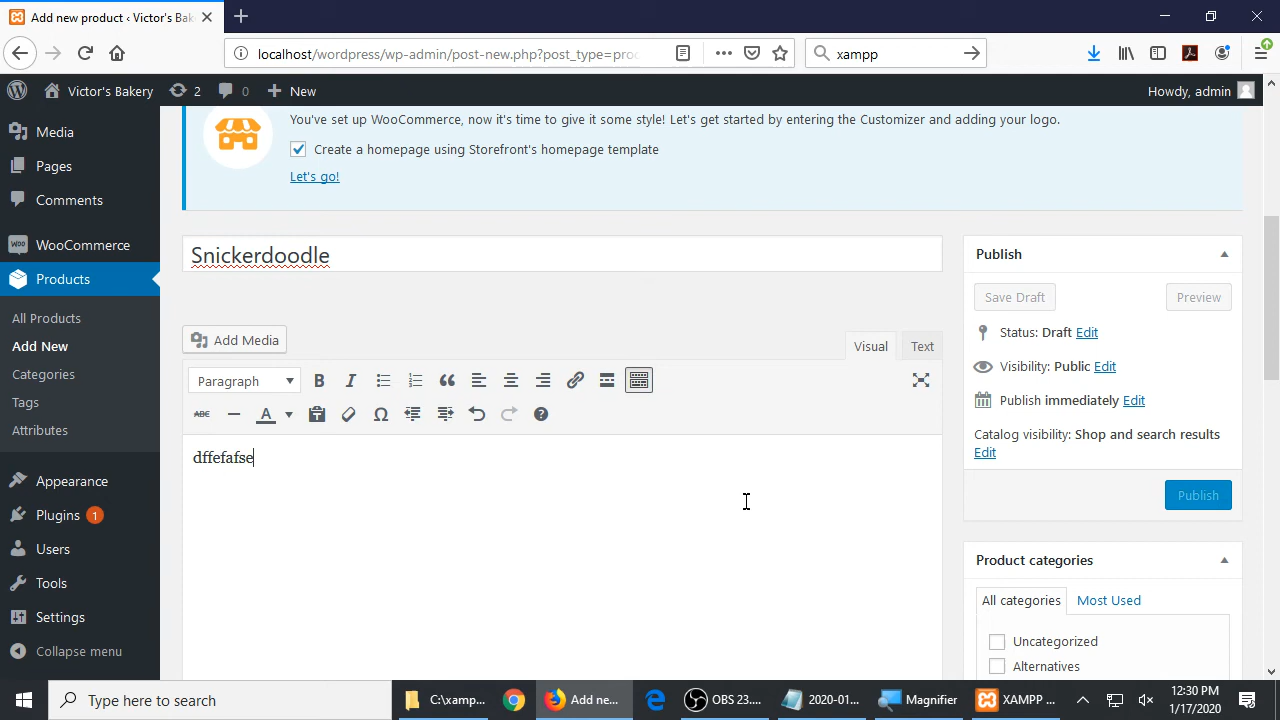 Add new product ‹ Victor's Bak
localhost/wordpress/wp-admin/post-new.php?post_type=pro
xampp
Victor's Bakery
2
0
New
Howdy, admin
Media
Pages
Comments
WooCommerce
Products
All Products
Add New
Categories
Tags
Attributes
Appearance
Plugins 1
Users
Tools
Settings
Collapse menu
You've set up WooCommerce, now it's time to give it some style! Let's get started by entering the Customizer and adding your logo.
Create a homepage using Storefront's homepage template
Let's go!
Snickerdoodle
Add Media
Visual
Text
Paragraph
B
I
ABC
A
Ω
dffefafse
Publish
Save Draft
Preview
Status: Draft Edit
Visibility: Public Edit
Publish immediately Edit
Catalog visibility: Shop and search results
Edit
Publish
Product categories
All categories
Most Used
Uncategorized
Alternatives
Type here to search
C:\xamp...
Add ne...
OBS 23....
2020-01...
Magnifier
XAMPP ...
12:30 PM
1/17/2020